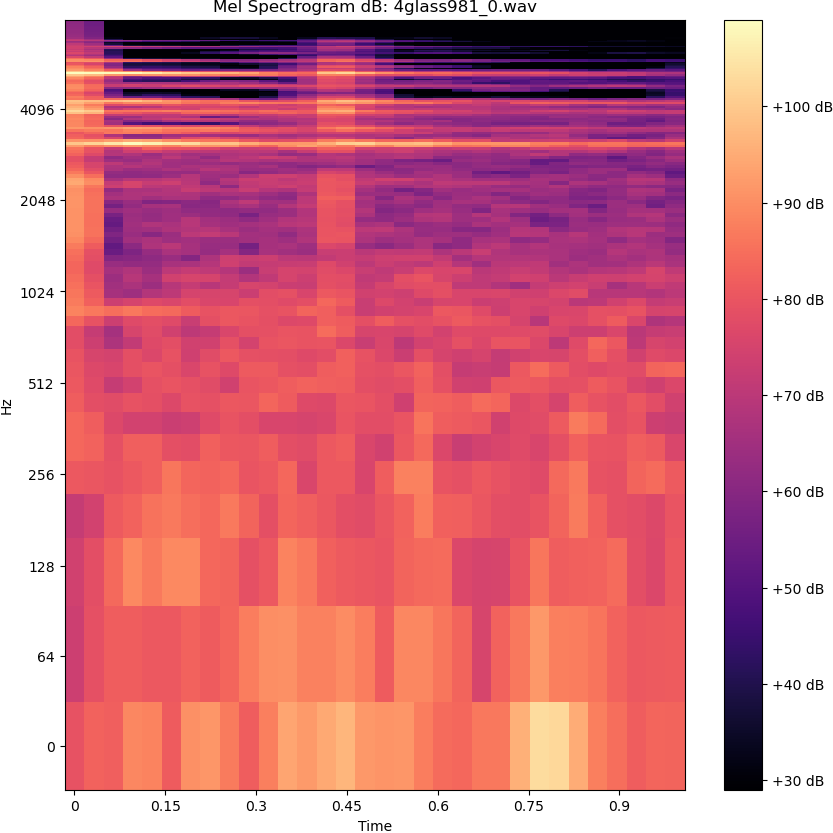 Mel Spectrogram dB: 4glass981_0.wav
Hz
4096
2048
1024
512
256
128
64
0
0
0.15
0.3
0.45
0.6
0.75
0.9
Time
+100 dB
+90 dB
+80 dB
+70 dB
+60 dB
+50 dB
+40 dB
+30 dB